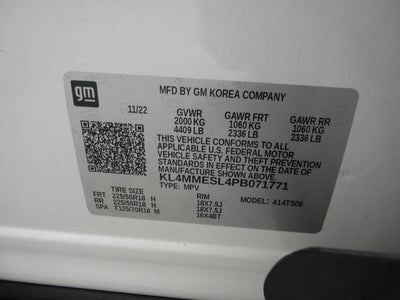 gm
MFD BY GM KOREA COMPANY
11/22 GVWR GAWR FRT GAWR RR
2000 KG 1060 KG 1060 KG
4409 LB 2336 LB 2336 LB
THIS VEHICLE CONFORMS TO ALL
APPLICABLE U.S. FEDERAL MOTOR
VEHICLE SAFETY AND THEFT PREVENTION
STANDARDS IN EFFECT ON THE DATE
OF MANUFACTURE SHOWN ABOVE.
KL4MMESL4PB071771
TYPE: MPV
TIRE SIZE RIM MODEL: 414TS06
FRT 225/55R18 H 18X7.5J
RR 225/55R18 H 18X7.5J
SPA T125/70R16 M 16X4BT